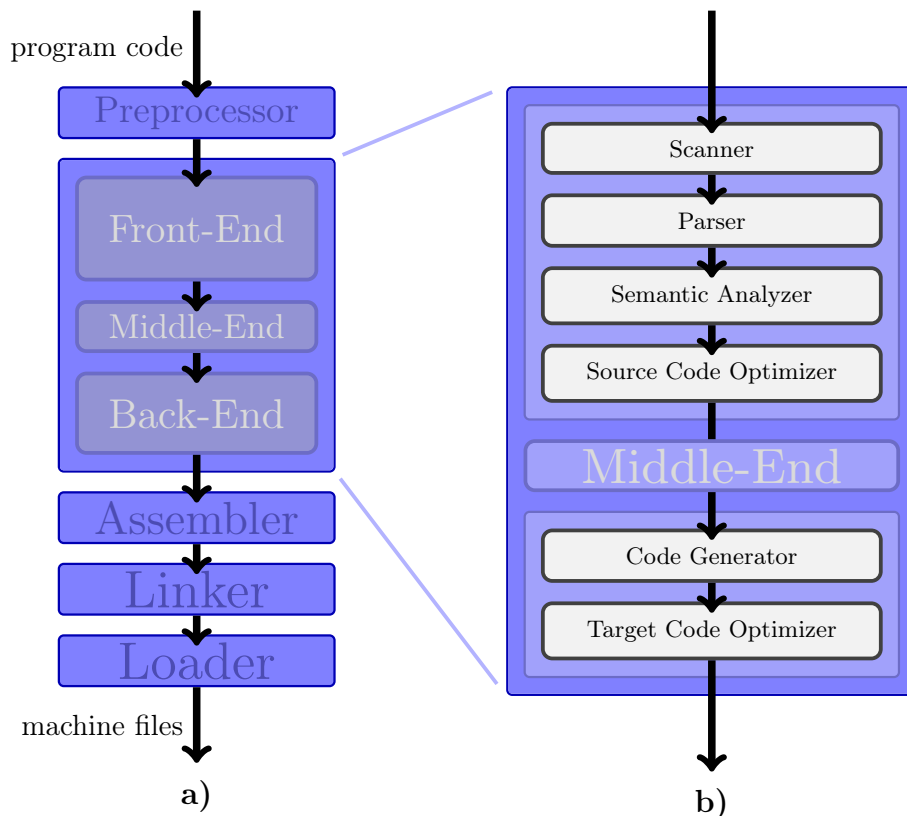 program code
Preprocessor
Front-End
Middle-End
Back-End
Assembler
Linker
Loader
machine files
a)
Scanner
Parser
Semantic Analyzer
Source Code Optimizer
Middle-End
Code Generator
Target Code Optimizer
b)